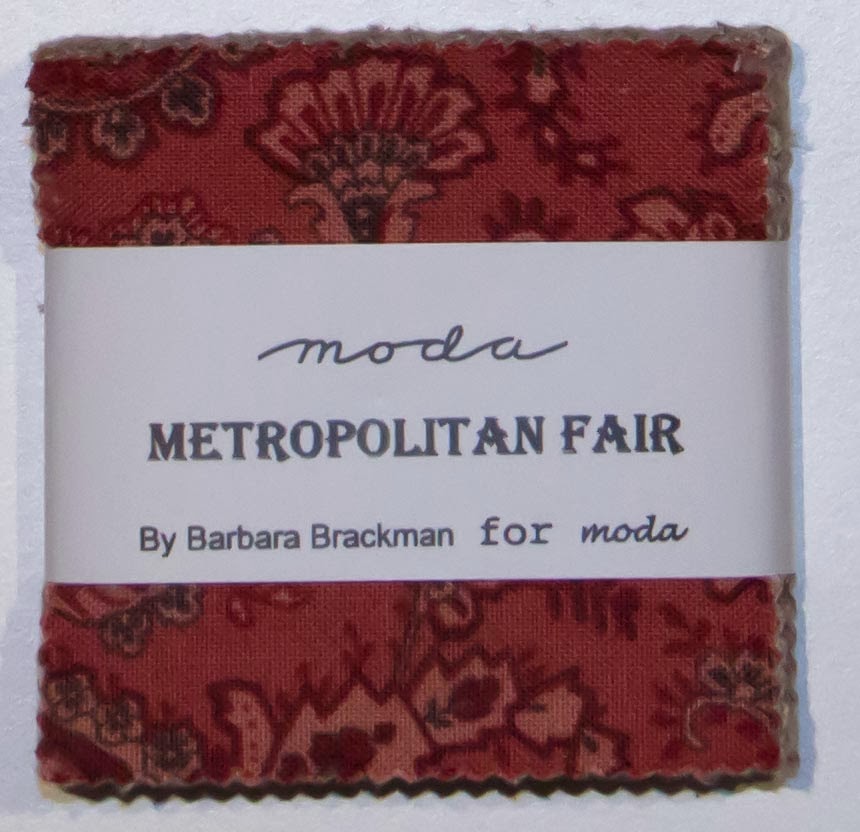 moda
METROPOLITAN FAIR
By Barbara Brackman for moda